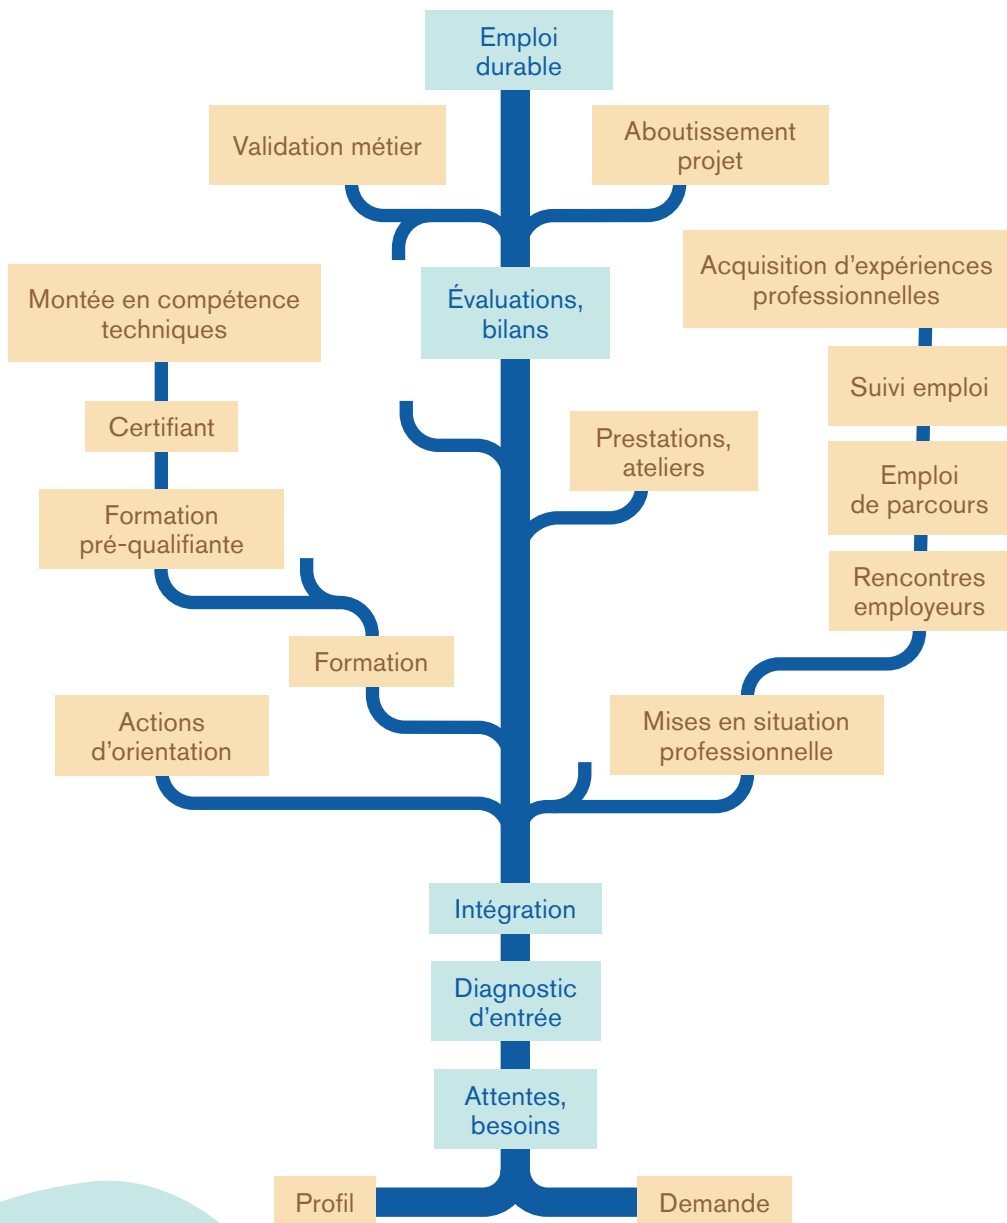 Emploi
durable
Validation métier
Aboutissement
projet
Acquisition d'expériences
professionnelles
Montée en compétence
techniques
Évaluations,
bilans
Suivi emploi
Certifiant
Prestations,
ateliers
Emploi
de parcours
Formation
pré-qualifiante
Rencontres
employeurs
Formation
Actions
d'orientation
Mises en situation
professionnelle
Intégration
Diagnostic
d'entrée
Attentes,
besoins
Profil
Demande